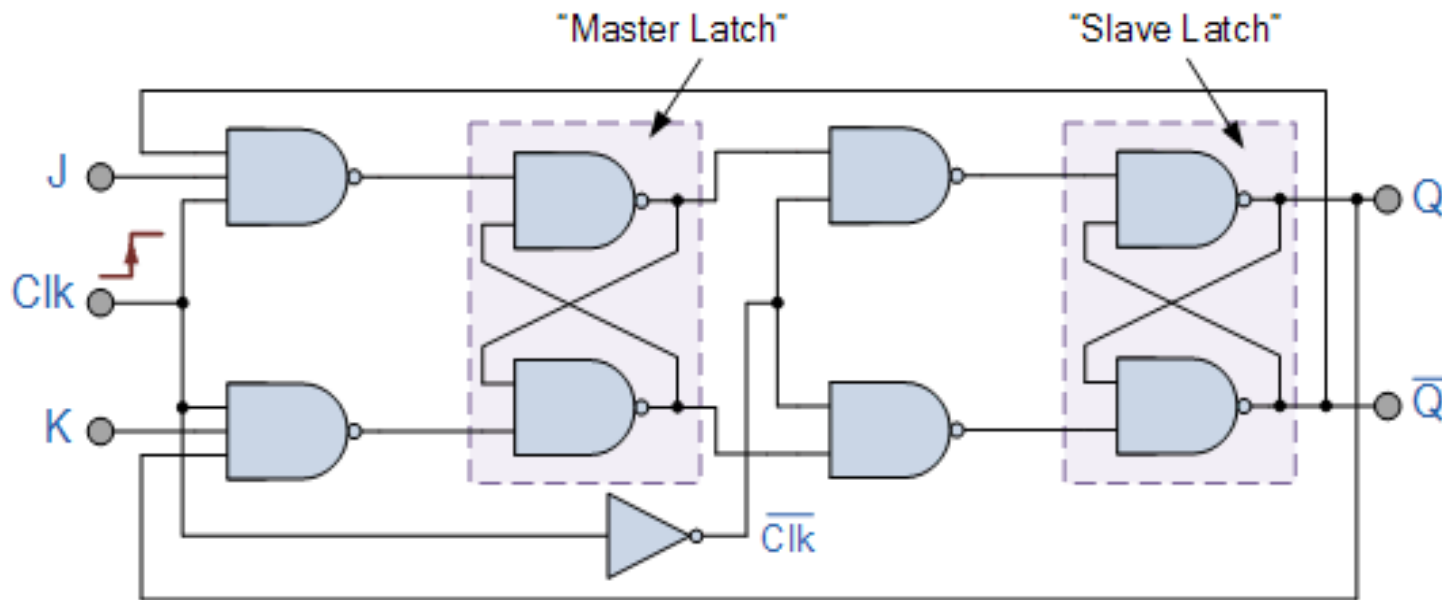 "Master Latch"
"Slave Latch"
J
Clk
K
Q
Q̅
C̅l̅k̅